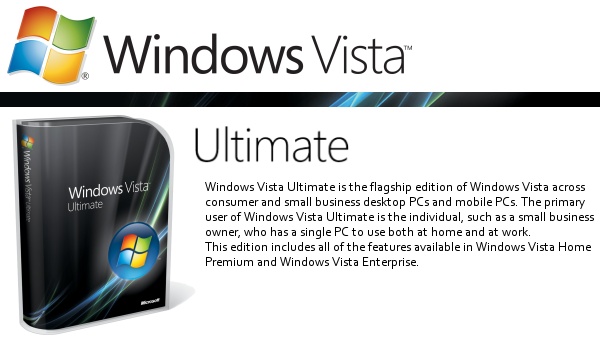 Windows Vista™
Ultimate
Windows Vista Ultimate is the flagship edition of Windows Vista across
consumer and small business desktop PCs and mobile PCs. The primary
user of Windows Vista Ultimate is the individual, such as a small business
owner, who has a single PC to use both at home and at work.
This edition includes all of the features available in Windows Vista Home
Premium and Windows Vista Enterprise.
Windows Vista
Windows Vista
Ultimate
Microsoft